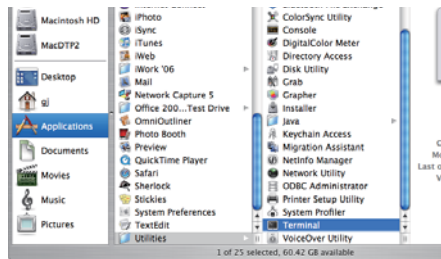 Macintosh HD
MacDTP2
Desktop
gj
Applications
Documents
Movies
Music
Pictures
iPhoto
iSync
iTunes
iWeb
iWork '06
Mail
Network Capture 5
Office 200...Test Drive
OmniOutliner
Photo Booth
Preview
QuickTime Player
Safari
Sherlock
Stickies
System Preferences
TextEdit
Utilities
ColorSync Utility
Console
DigitalColor Meter
Directory Access
Disk Utility
Grab
Grapher
Installer
Java
Keychain Access
Migration Assistant
NetInfo Manager
Network Utility
ODBC Administrator
Printer Setup Utility
System Profiler
Terminal
VoiceOver Utility
Last o
1 of 25 selected, 60.42 GB available